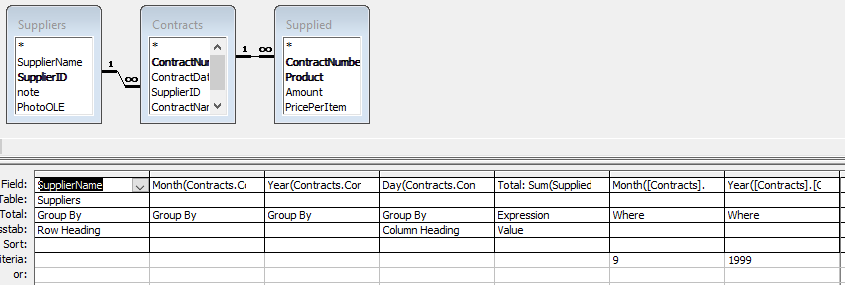 Suppliers
*
SupplierName
SupplierID
note
PhotoOLE
1
∞
Contracts
*
ContractNum
ContractDat
SupplierID
ContractNam
1
∞
Supplied
*
ContractNumbe
Product
Amount
PricePerItem
Field: SupplierName Month(Contracts.Co Year(Contracts.Cor Day(Contracts.Con Total: Sum(Supplied Month([Contracts]. Year([Contracts].[C
Table: Suppliers
Total: Group By Group By Group By Group By Expression Where Where
sstab: Row Heading Column Heading Value
Sort:
iteria: 9 1999
or: